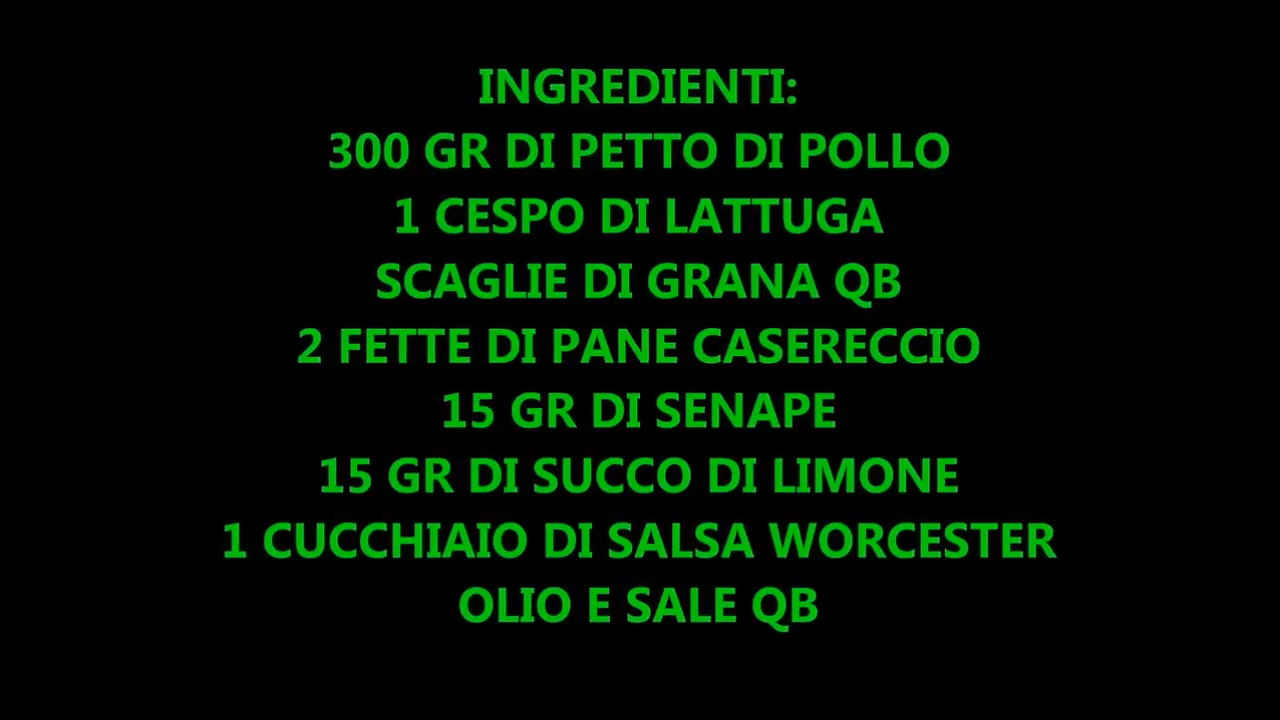 INGREDIENTI:
300 GR DI PETTO DI POLLO
1 CESPO DI LATTUGA
SCAGLIE DI GRANA QB
2 FETTE DI PANE CASERECCIO
15 GR DI SENAPE
15 GR DI SUCCO DI LIMONE
1 CUCCHIAIO DI SALSA WORCESTER
OLIO E SALE QB